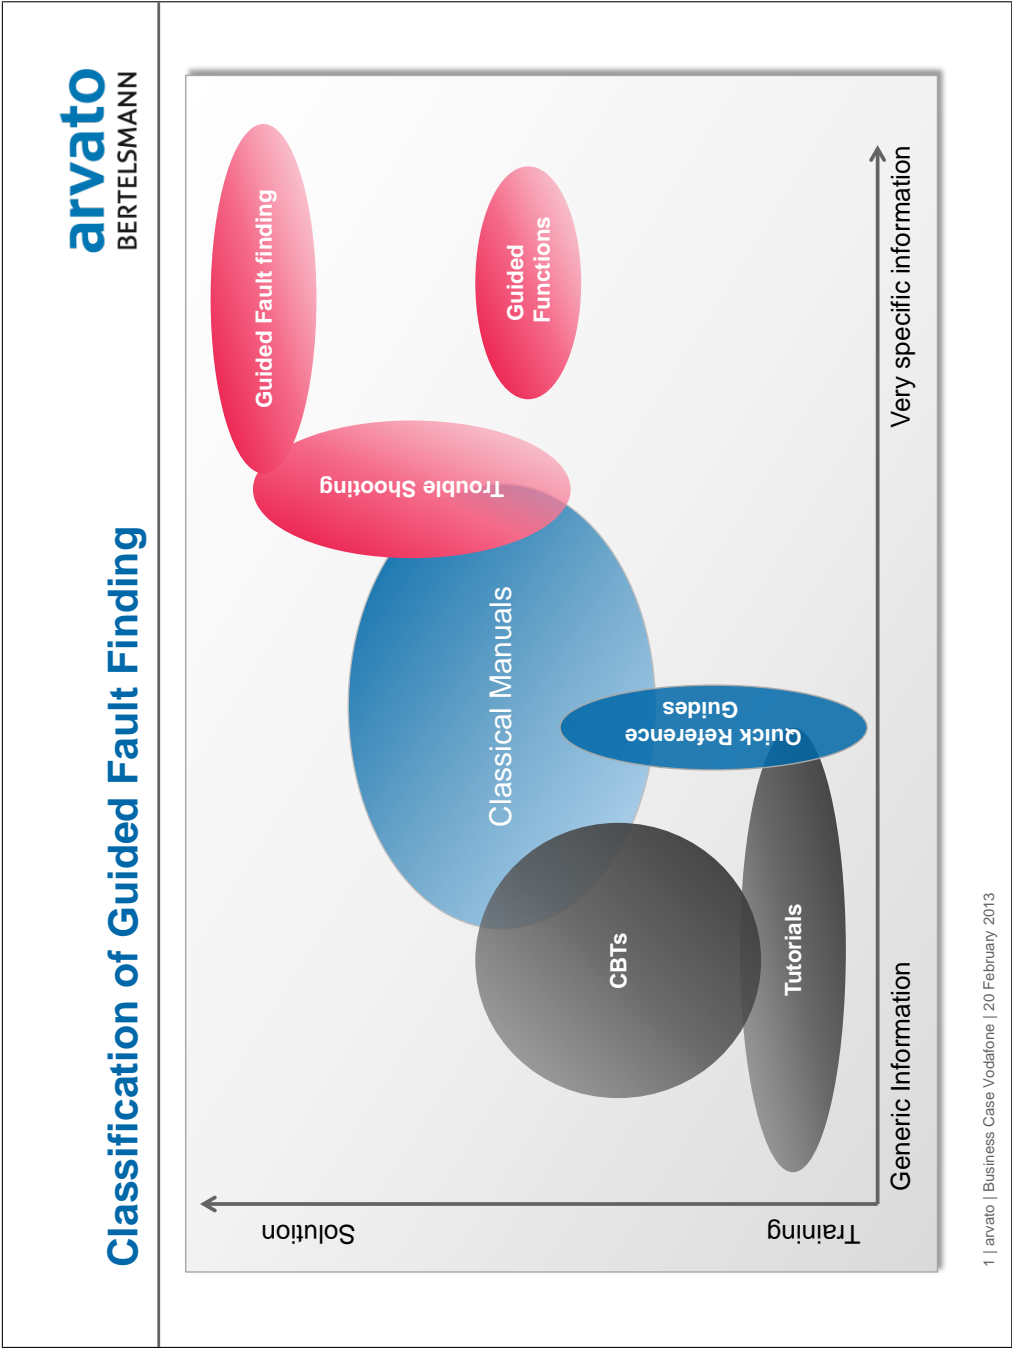 Classification of Guided Fault Finding
arvato
BERTELSMANN
Solution
Training
Guided Fault finding
Trouble Shooting
Guided
Functions
Classical Manuals
Quick Reference
Guides
CBTs
Tutorials
Generic Information
Very specific information
1 | arvato | Business Case Vodafone | 20 February 2013